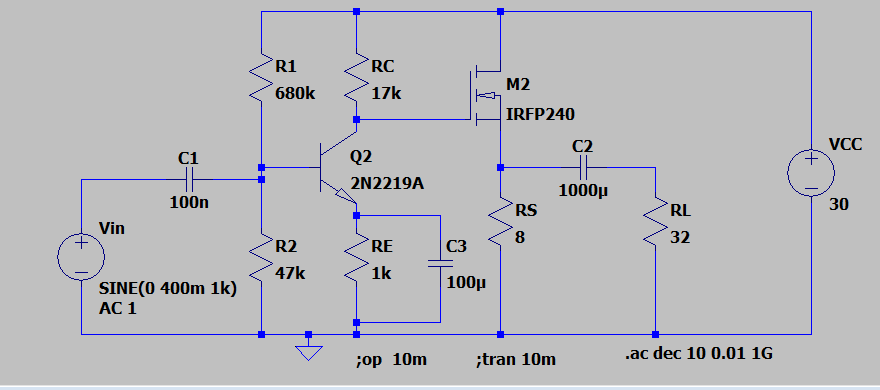 R1
680k
RC
17k
M2
IRFP240
C1
100n
Q2
2N2219A
C2
1000µ
VCC
30
Vin
SINE(0 400m 1k)
AC 1
R2
47k
RE
1k
C3
100µ
RS
8
RL
32
;op 10m
;tran 10m
.ac dec 10 0.01 1G